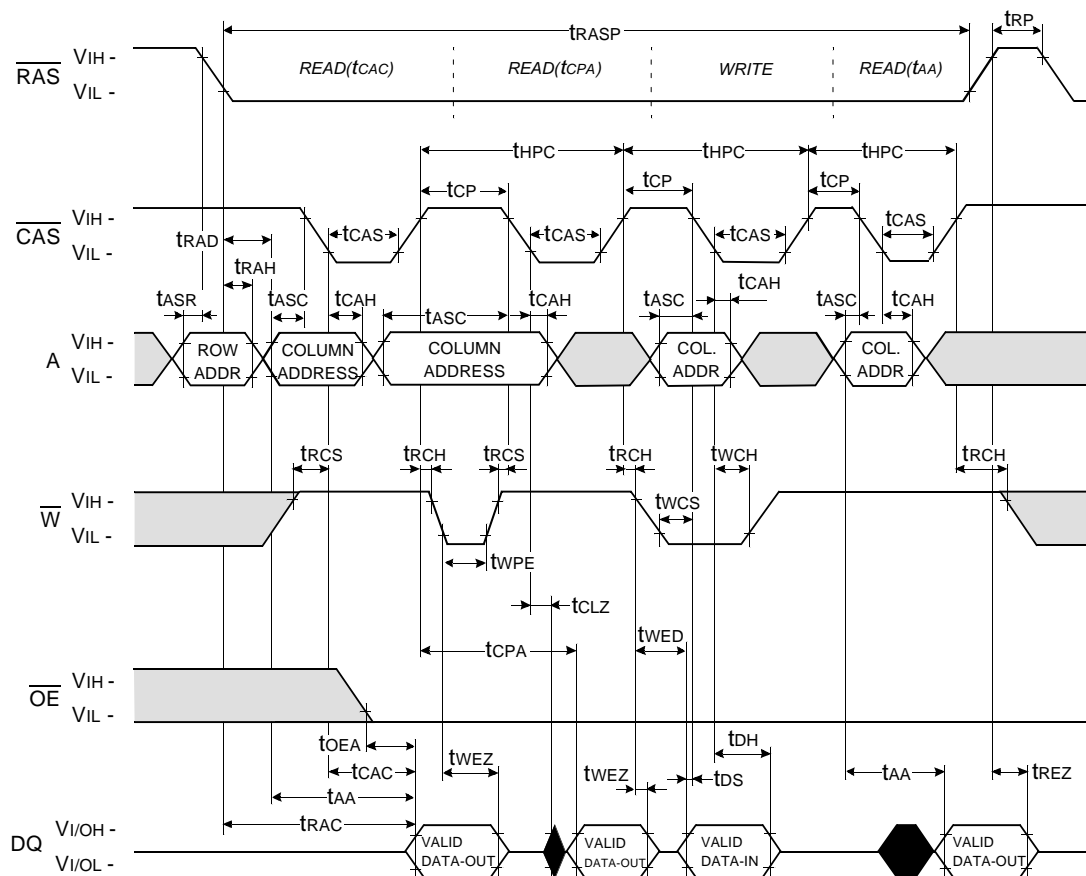 tRASP
tRP
RAS
VIH -
VIL -
READ(tCAC)
READ(tCPA)
WRITE
READ(tAA)
tHPC
tHPC
tHPC
tCP
tCP
tCP
CAS
VIH -
VIL -
tCAS
tCAS
tCAS
tCAS
tRAD
tRAH
tASR
tASC
tCAH
tASC
tCAH
tASC
tCAH
tASC
tCAH
A
VIH -
VIL -
ROW
ADDR
COLUMN
ADDRESS
COLUMN
ADDRESS
COL.
ADDR
COL.
ADDR
tRCS
tRCH
tRCS
tRCH
tWCH
tRCH
W
VIH -
VIL -
tWCS
tWPE
tCLZ
tCPA
tWED
OE
VIH -
VIL -
tOEA
tCAC
tAA
tRAC
tWEZ
tWEZ
tDH
tDS
tAA
tREZ
DQ
VI/OH -
VI/OL -
VALID
DATA-OUT
VALID
DATA-OUT
VALID
DATA-IN
VALID
DATA-OUT